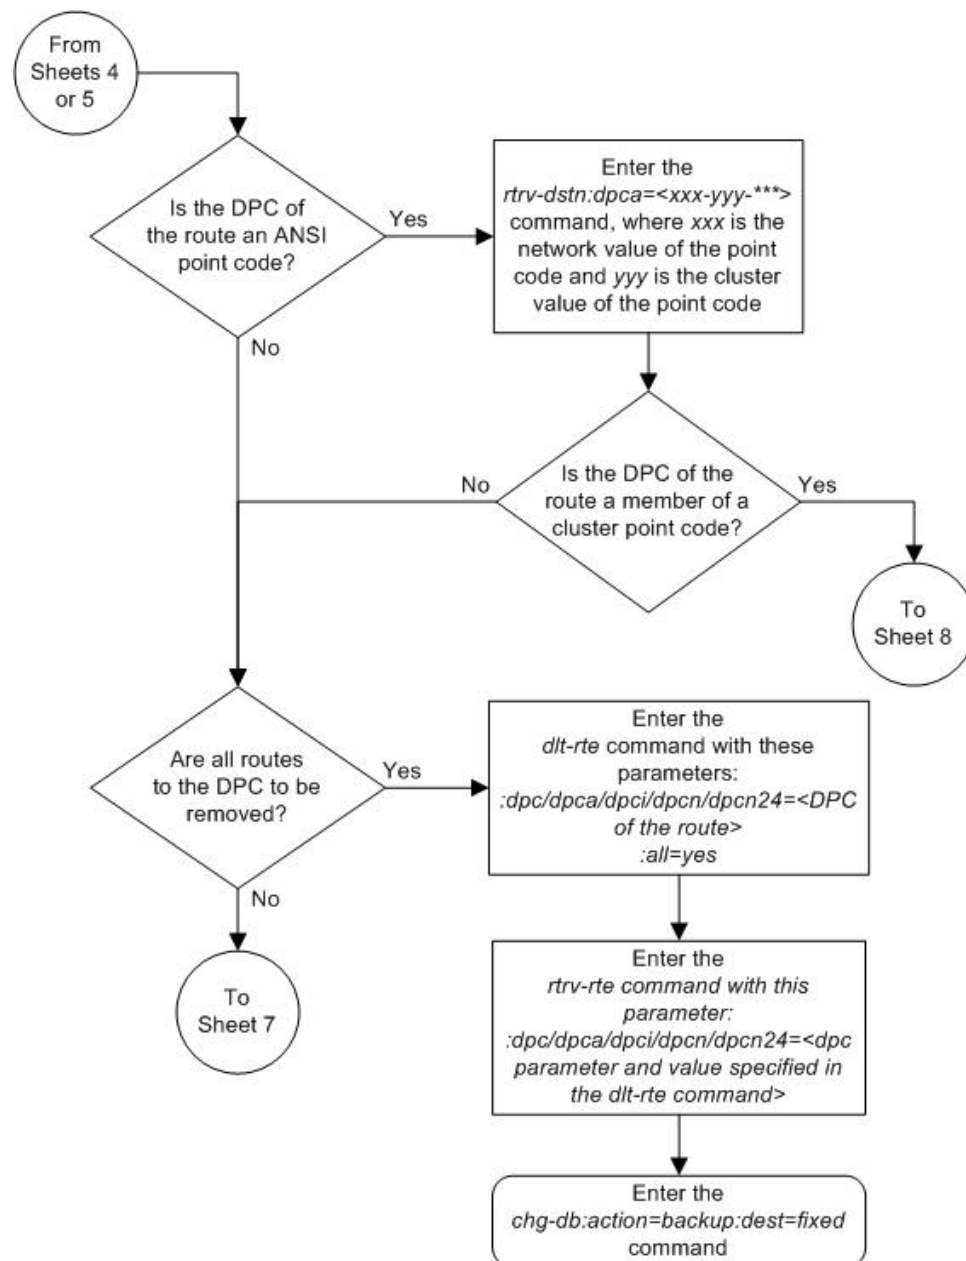 From
Sheets 4
or 5
Is the DPC of
the route an ANSI
point code?
Yes
No
Enter the
rtrv-dstn:dpca=<xxx-yyy-***>
command, where xxx is the
network value of the point
code and yyy is the cluster
value of the point code
Is the DPC of the
route a member of a
cluster point code?
No
Yes
To
Sheet 8
Are all routes
to the DPC to be
removed?
Yes
No
To
Sheet 7
Enter the
dlt-rte command with these
parameters:
:dpc/dpca/dpci/dpcn/dpcn24=<DPC
of the route>
:all=yes
Enter the
rtrv-rte command with this
parameter:
:dpc/dpca/dpci/dpcn/dpcn24=<dpc
parameter and value specified in
the dlt-rte command>
Enter the
chg-db:action=backup:dest=fixed
command